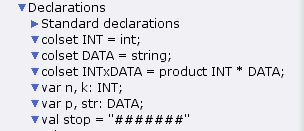 Declarations
Standard declarations
colset INT = int;
colset DATA = string;
colset INTxDATA = product INT * DATA;
var n, k: INT;
var p, str: DATA;
val stop = "#######"